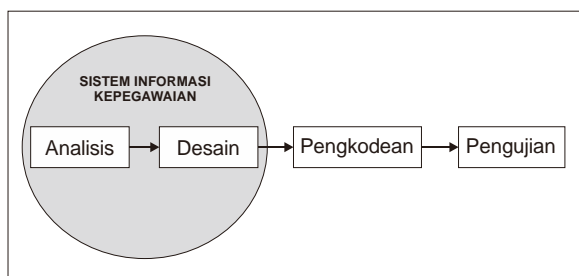 SISTEM INFORMASI
KEPEGAWAIAN
Analisis
Desain
Pengkodean
Pengujian